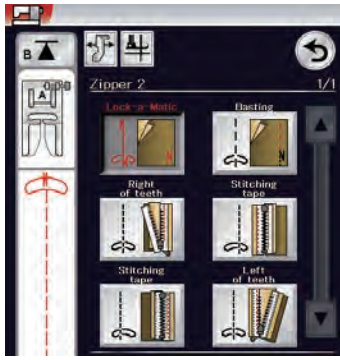 B
A
Zipper 2 1/1
Lock-a-Matic Basting
Right
of teeth
Stitching
tape
Stitching
tape
Left
of teeth